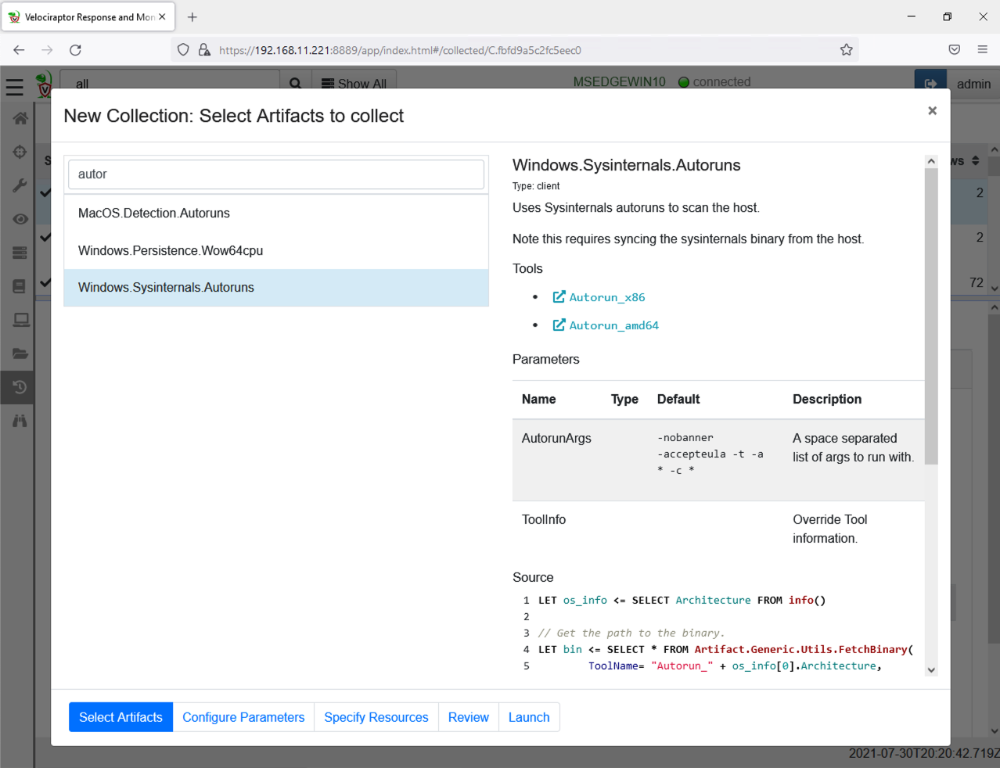 Velociraptor Response and Mon
https://192.168.11.221:8889/app/index.html#/collected/C.fbfd9a5c2fc5eec0
all
Show All
MSEDGEWIN10
connected
admin
New Collection: Select Artifacts to collect
×
autor
MacOS.Detection.Autoruns
Windows.Persistence.Wow64cpu
Windows.Sysinternals.Autoruns
Windows.Sysinternals.Autoruns
Type: client
Uses Sysinternals autoruns to scan the host.
Note this requires syncing the sysinternals binary from the host.
Tools
Autorun_x86
Autorun_amd64
Parameters
Name Type Default Description
AutorunArgs -nobanner A space separated
-accepteula -t -a list of args to run with.
* -c *
ToolInfo Override Tool
information.
Source
1 LET os_info <= SELECT Architecture FROM info()
2
3 // Get the path to the binary.
4 LET bin <= SELECT * FROM Artifact.Generic.Utils.FetchBinary(
5 ToolName= "Autorun_" + os_info[0].Architecture,
S
ws
2
2
72
Select Artifacts
Configure Parameters
Specify Resources
Review
Launch
2021-07-30T20:20:42.719Z